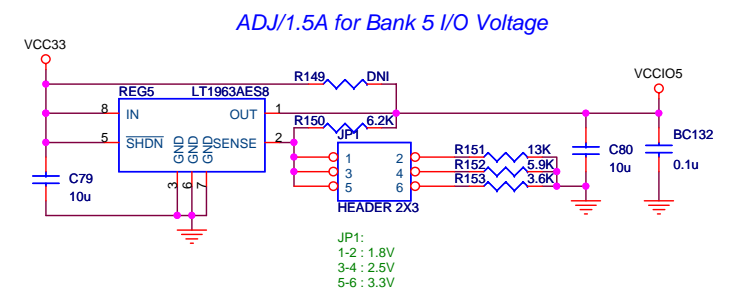 ADJ/1.5A for Bank 5 I/O Voltage
VCC33
VCCIO5
R149 DNI
REG5 LT1963AES8
8 IN OUT 1
R150 6.2K
5 SHDN SENSE 2
GND GND GND
3 6 7
JP1
1 2
3 4
5 6
HEADER 2X3
R151 13K
R152 5.9K
R153 3.6K
C79
10u
C80
10u
BC132
0.1u
JP1:
1-2 : 1.8V
3-4 : 2.5V
5-6 : 3.3V